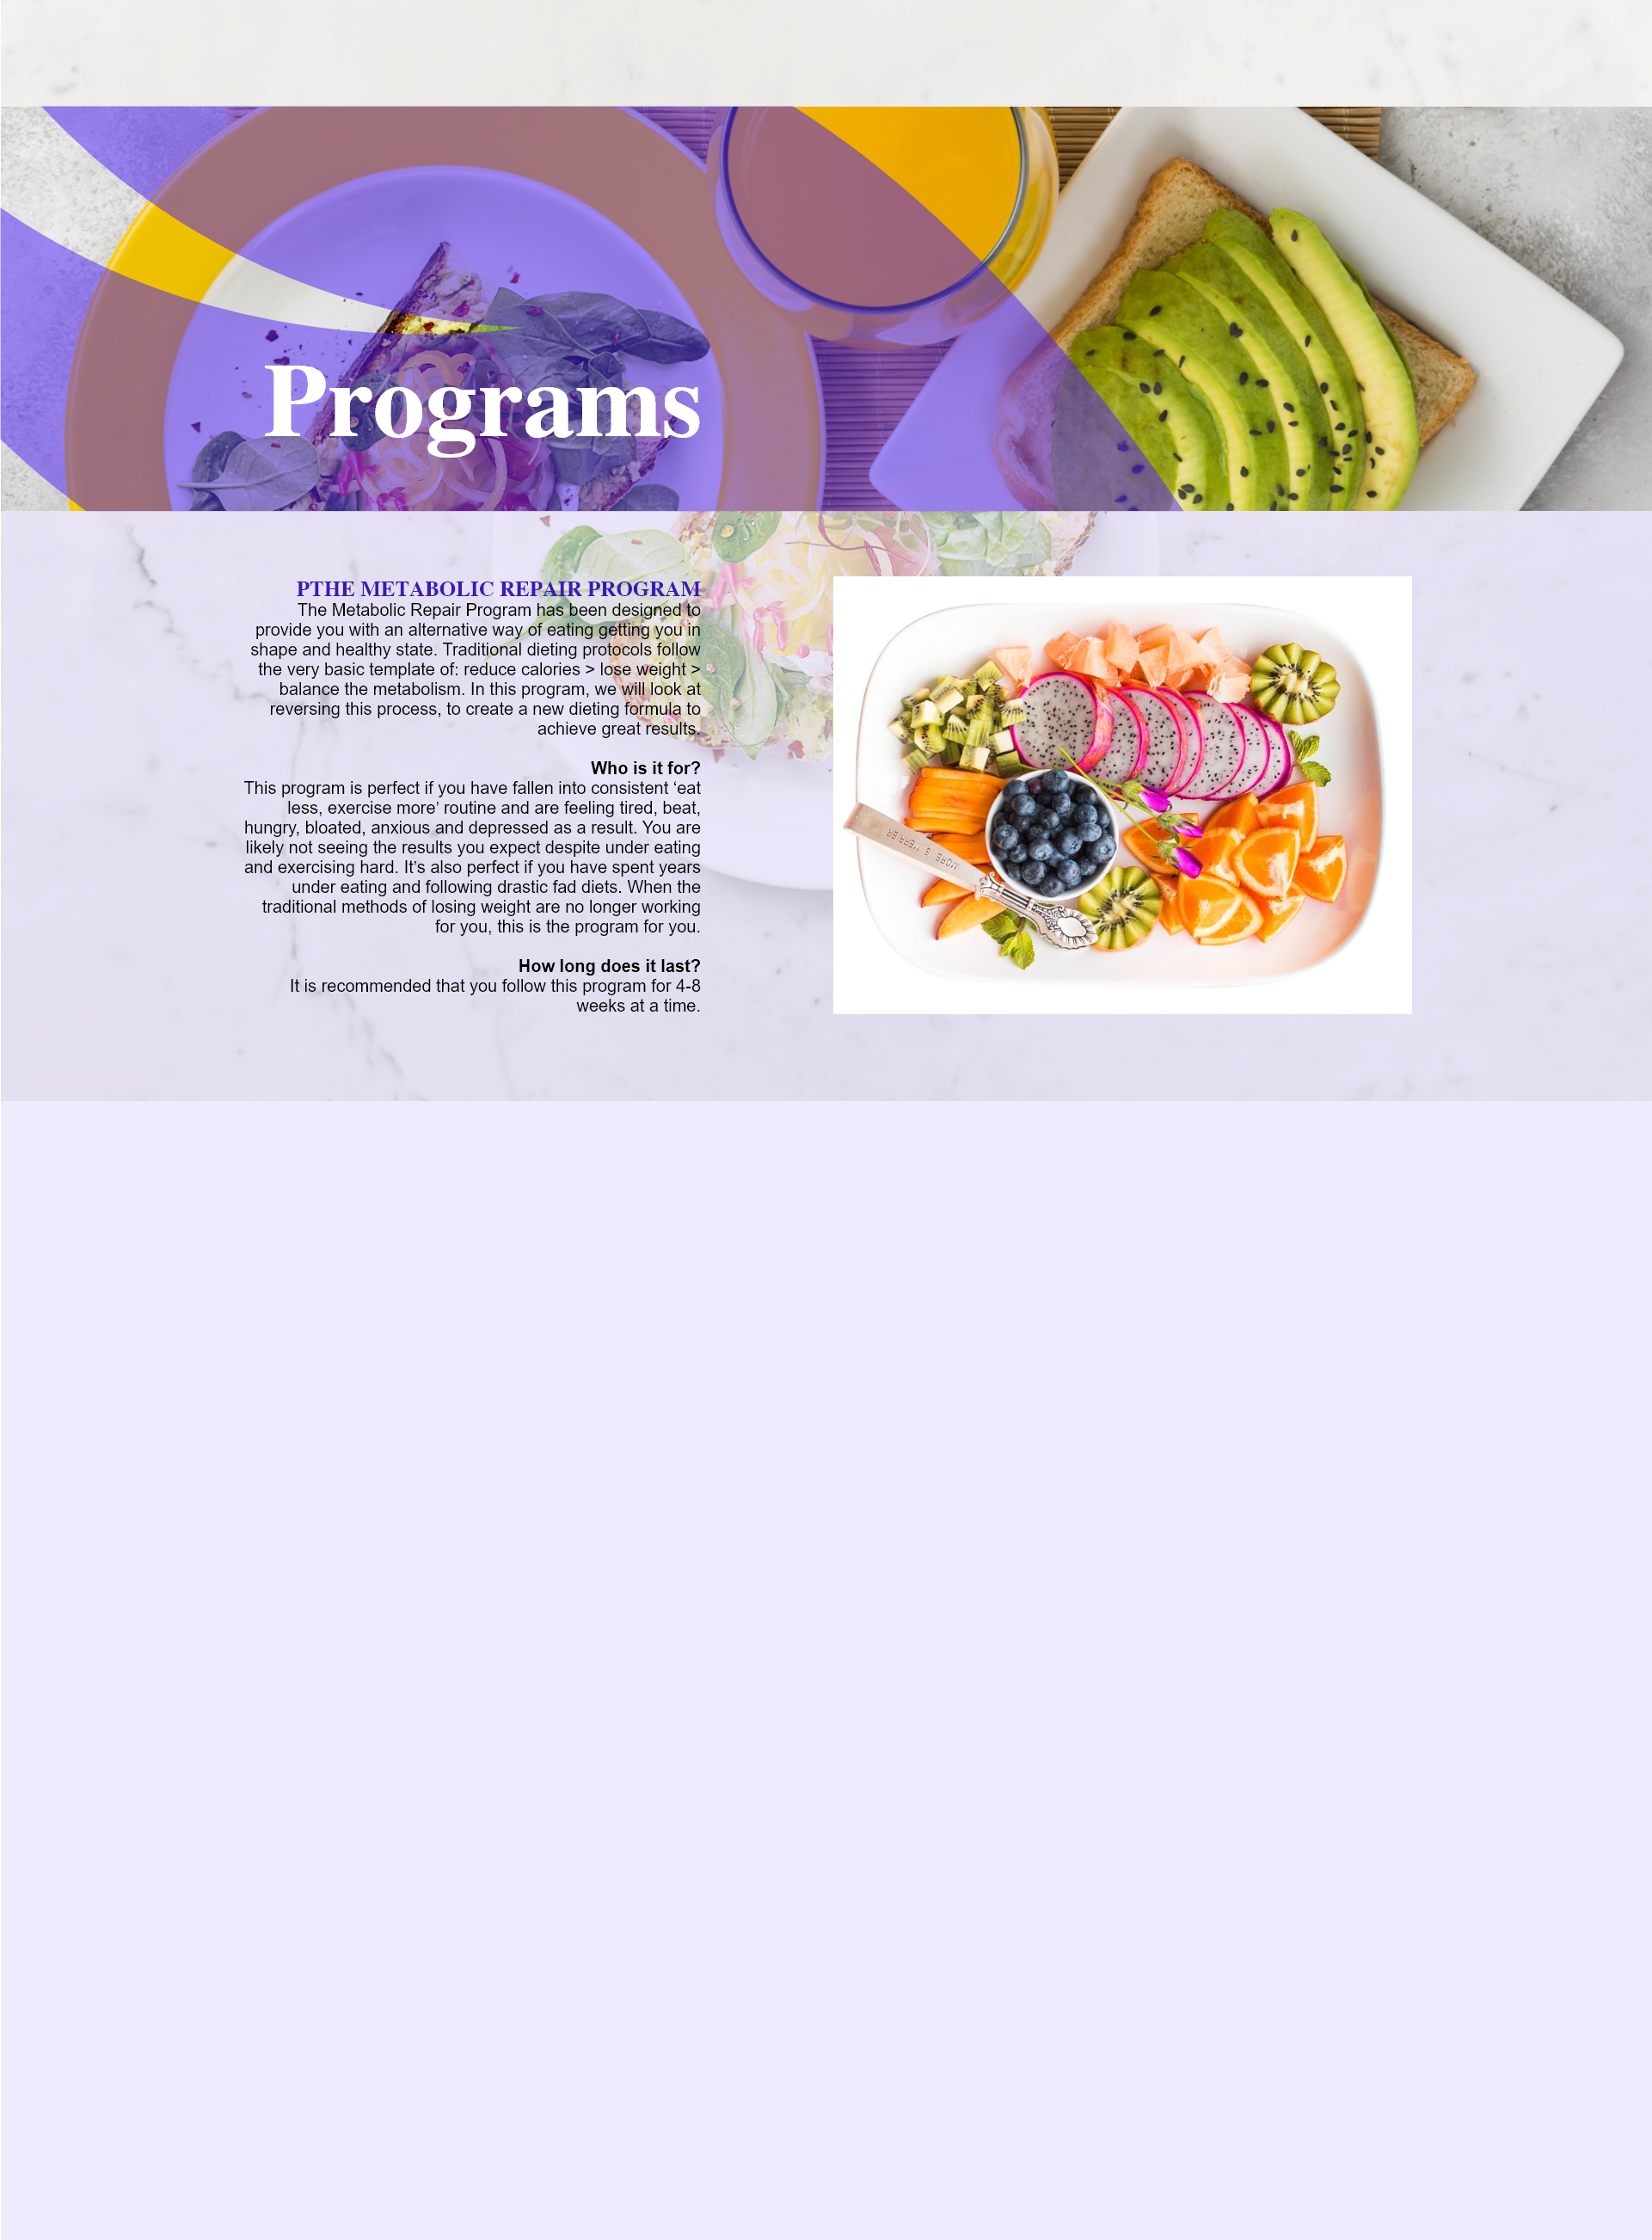 Programs
PTHE METABOLIC REPAIR PROGRAM
The Metabolic Repair Program has been designed to
provide you with an alternative way of eating getting you in
shape and healthy state. Traditional dieting protocols follow
the very basic template of: reduce calories > lose weight >
balance the metabolism. In this program, we will look at
reversing this process, to create a new dieting formula to
achieve great results.
Who is it for?
This program is perfect if you have fallen into consistent ‘eat
less, exercise more’ routine and are feeling tired, beat,
hungry, bloated, anxious and depressed as a result. You are
likely not seeing the results you expect despite under eating
and exercising hard. It’s also perfect if you have spent years
under eating and following drastic fad diets. When the
traditional methods of losing weight are no longer working
for you, this is the program for you.
How long does it last?
It is recommended that you follow this program for 4-8
weeks at a time.
MORE IS MERRIER